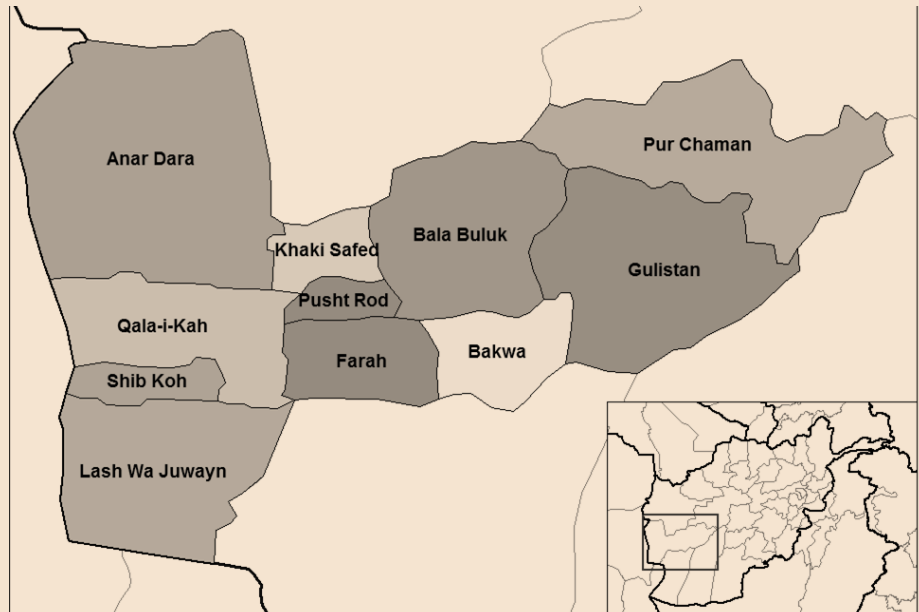 Pur Chaman
Anar Dara
Bala Buluk
Khaki Safed
Gulistan
Pusht Rod
Qala-i-Kah
Bakwa
Farah
Shib Koh
Lash Wa Juwayn